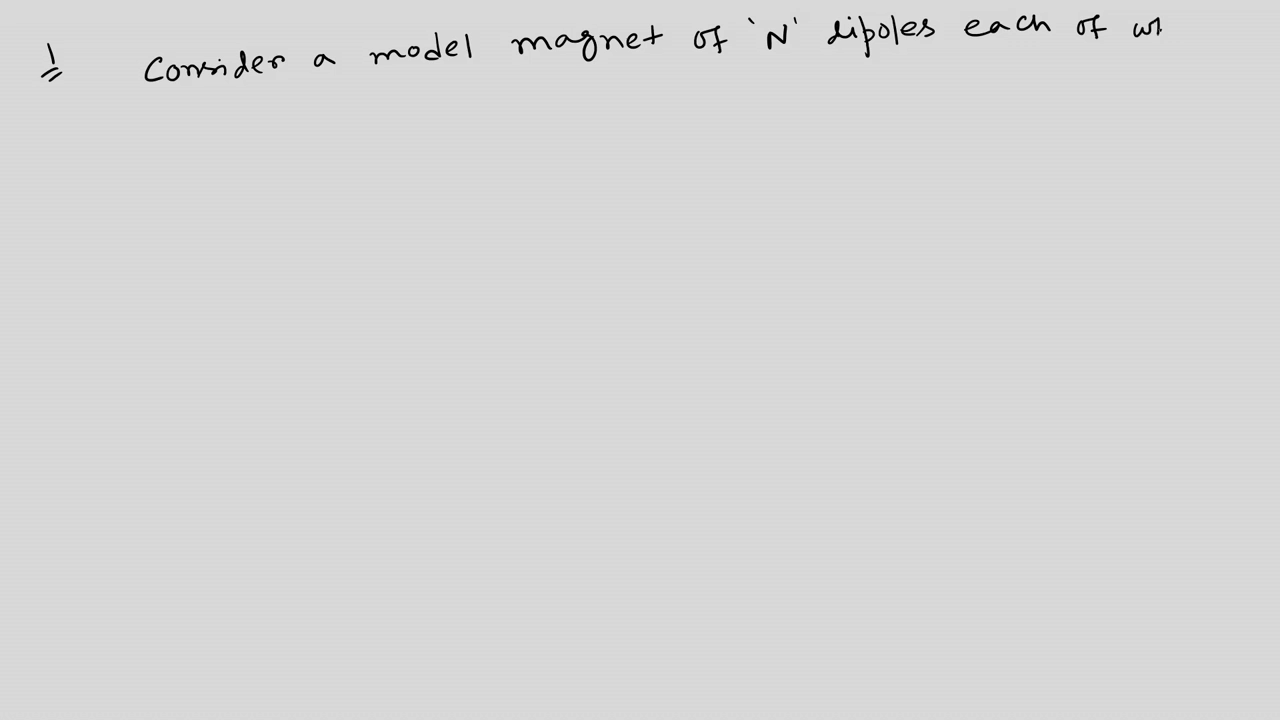 1 Consider a model magnet of 'N' dipoles each of